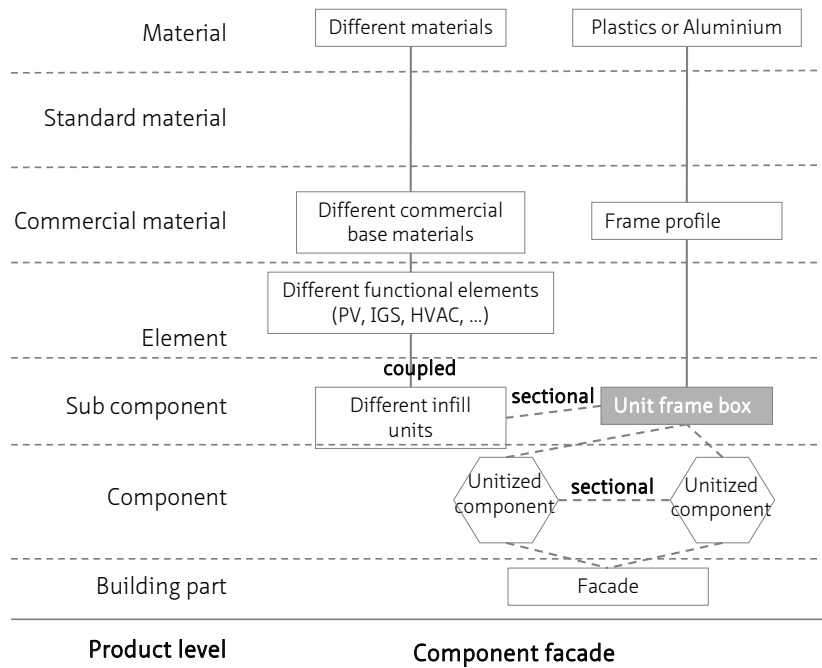 Material
Different materials
Plastics or Aluminium
Standard material
Commercial material
Different commercial
base materials
Frame profile
Different functional elements
(PV, IGS, HVAC, ...)
Element
coupled
Sub component
Different infill
units
sectional
Unit frame box
Component
Unitized
component
sectional
Unitized
component
Building part
Facade
Product level
Component facade